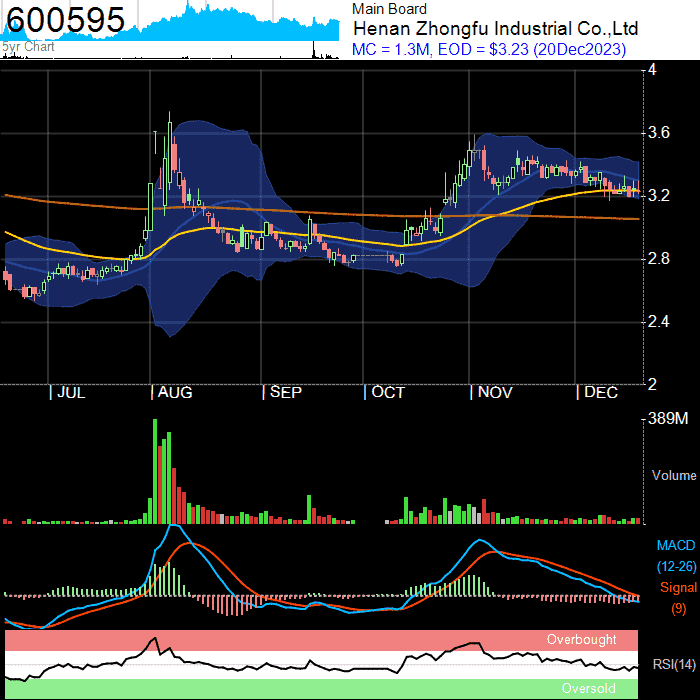 600595
5yr Chart
Main Board
Henan Zhongfu Industrial Co.,Ltd
MC = 1.3M, EOD = $3.23 (20Dec2023)
4
3.6
3.2
2.8
2.4
2
| JUL | AUG | SEP | OCT | NOV | DEC
389M
Volume
MACD
(12-26)
Signal
(9)
Overbought
RSI(14)
Oversold